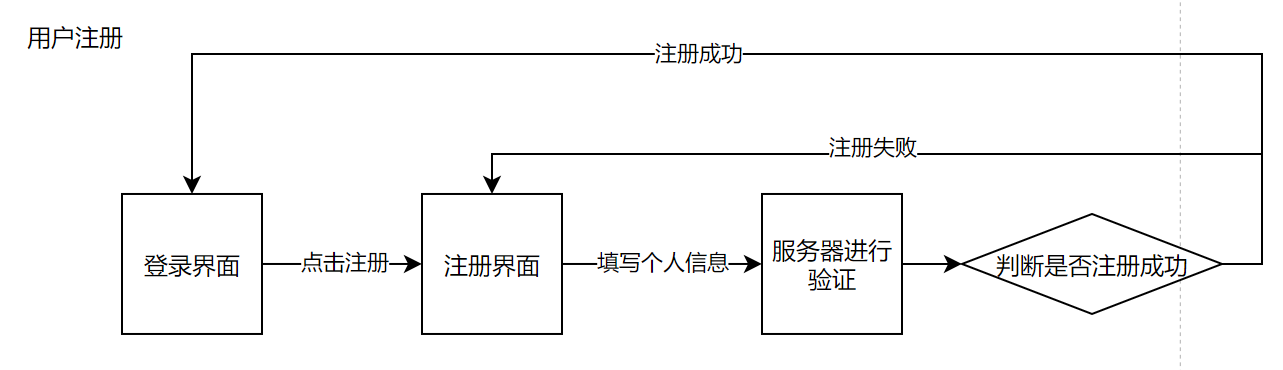 用户注册
注册成功
注册失败
登录界面
点击注册
注册界面
填写个人信息
服务器进行
验证
判断是否注册成功